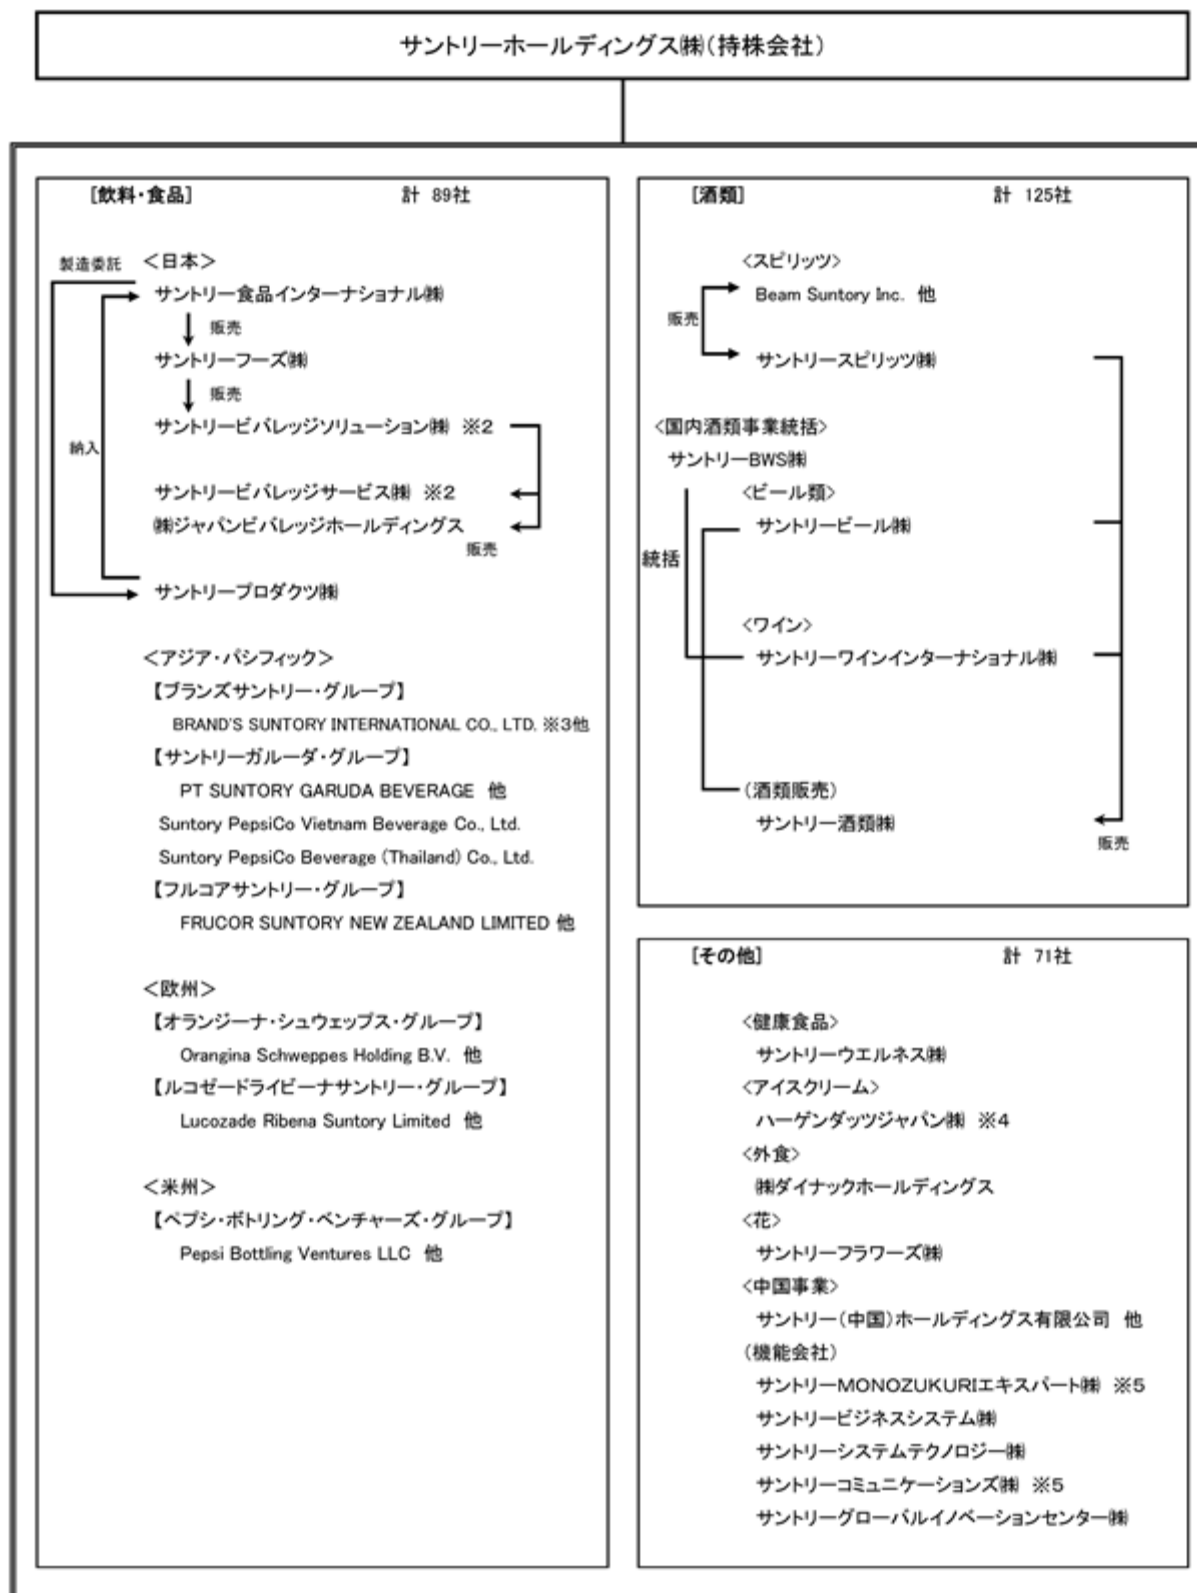 サントリーホールディングス㈱(持株会社)
[飲料・食品] 計 89社
製造委託 <日本>
サントリー食品インターナショナル㈱
販売
サントリーフーズ㈱
販売
サントリービバレッジソリューション㈱ ※2
納入
サントリービバレッジサービス㈱ ※2
㈱ジャパンビバレッジホールディングス
販売
サントリープロダクツ㈱
<アジア・パシフィック>
【ブランズサントリー・グループ】
BRAND'S SUNTORY INTERNATIONAL CO., LTD. ※3他
【サントリーガルーダ・グループ】
PT SUNTORY GARUDA BEVERAGE 他
Suntory PepsiCo Vietnam Beverage Co., Ltd.
Suntory PepsiCo Beverage (Thailand) Co., Ltd.
【フルコアサントリー・グループ】
FRUCOR SUNTORY NEW ZEALAND LIMITED 他
<欧州>
【オランジーナ・シュウェップス・グループ】
Orangina Schweppes Holding B.V. 他
【ルコゼードライビーナサントリー・グループ】
Lucozade Ribena Suntory Limited 他
<米州>
【ペプシ・ボトリング・ベンチャーズ・グループ】
Pepsi Bottling Ventures LLC 他
[酒類] 計 125社
<スピリッツ>
Beam Suntory Inc. 他
販売
サントリースピリッツ㈱
<国内酒類事業統括>
サントリーBWS㈱
<ビール類>
サントリービール㈱
統括
<ワイン>
サントリーワインインターナショナル㈱
(酒類販売)
サントリー酒類㈱
販売
[その他] 計 71社
<健康食品>
サントリーウエルネス㈱
<アイスクリーム>
ハーゲンダッツジャパン㈱ ※4
<外食>
㈱ダイナックホールディングス
<花>
サントリーフラワーズ㈱
<中国事業>
サントリー(中国)ホールディングス有限公司 他
(機能会社)
サントリーMONOZUKURIエキスパート㈱ ※5
サントリービジネスシステム㈱
サントリーシステムテクノロジー㈱
サントリーコミュニケーションズ㈱ ※5
サントリーグローバルイノベーションセンター㈱